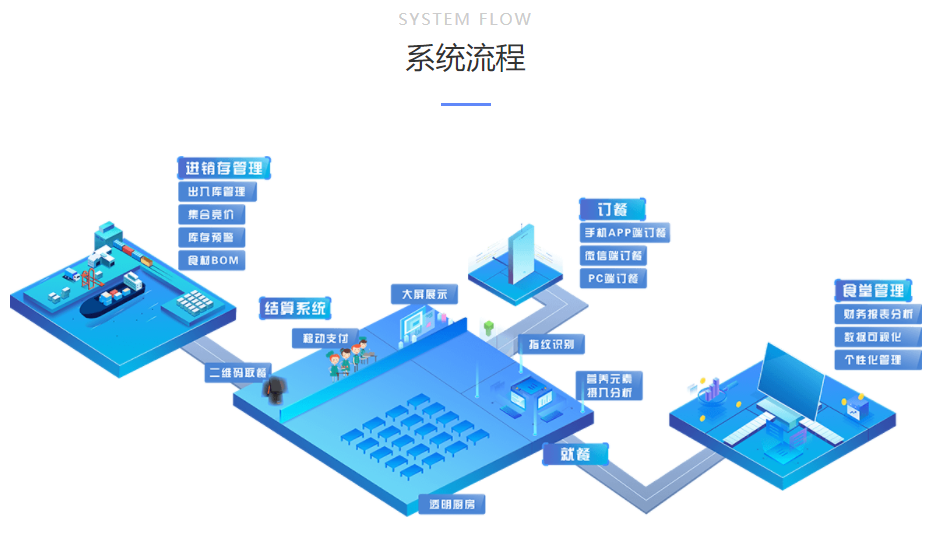 SYSTEM FLOW
系统流程
进销存管理
出入库管理
集合竞价
库存预警
食材BOM
订餐
手机APP端订餐
微信端订餐
PC端订餐
结算系统
大屏展示
移动支付
二维码取餐
指纹识别
营养元素
摄入分析
就餐
透明厨房
食堂管理
财务报表分析
数据可视化
个性化管理